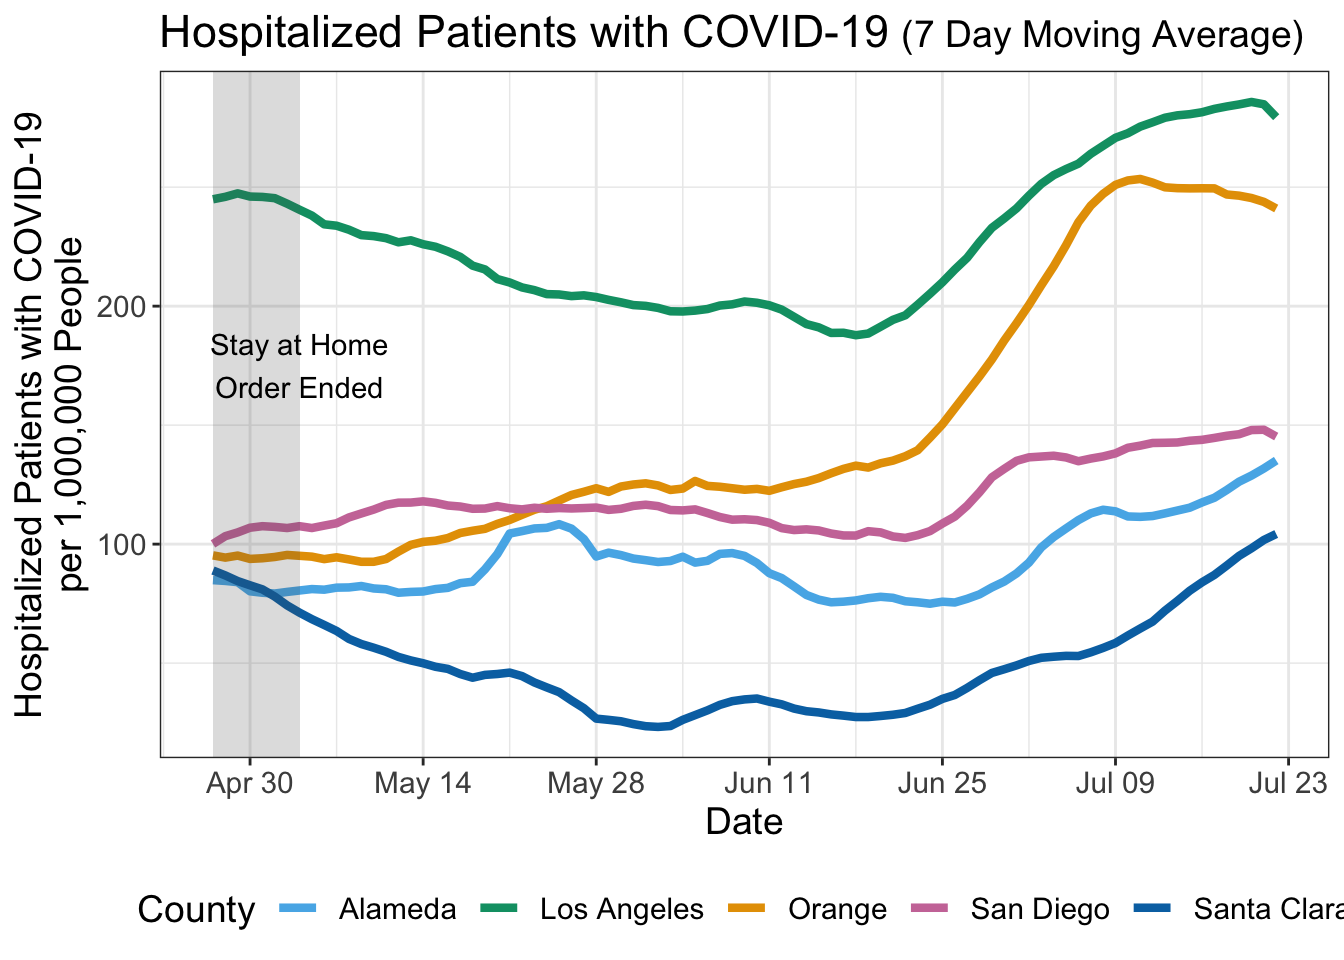 Hospitalized Patients with COVID-19 (7 Day Moving Average)
Hospitalized Patients with COVID-19
per 1,000,000 People
200
100
Stay at Home
Order Ended
Apr 30
May 14
May 28
Jun 11
Jun 25
Jul 09
Jul 23
Date
County
Alameda
Los Angeles
Orange
San Diego
Santa Clara